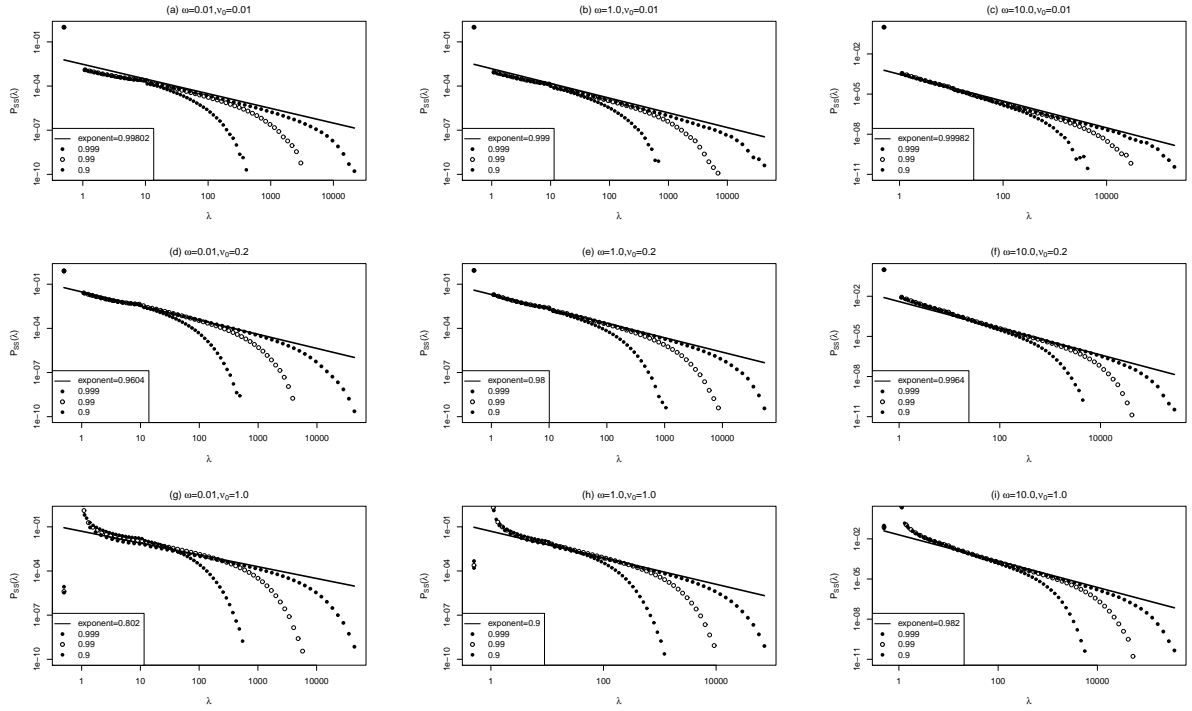 (a) ω=0.01,ν₀=0.01
PSS(λ)
1e-01
1e-04
1e-07
1e-10
exponent=0.99802
0.999
0.99
0.9
1 10 100 1000 10000
λ
(b) ω=1.0,ν₀=0.01
PSS(λ)
1e-01
1e-04
1e-07
1e-10
exponent=0.999
0.999
0.99
0.9
1 10 100 1000 10000
λ
(c) ω=10.0,ν₀=0.01
PSS(λ)
1e-02
1e-05
1e-08
1e-11
exponent=0.99982
0.999
0.99
0.9
1 100 10000
λ
(d) ω=0.01,ν₀=0.2
PSS(λ)
1e-01
1e-04
1e-07
1e-10
exponent=0.9604
0.999
0.99
0.9
1 10 100 1000 10000
λ
(e) ω=1.0,ν₀=0.2
PSS(λ)
1e-01
1e-04
1e-07
1e-10
exponent=0.98
0.999
0.99
0.9
1 10 100 1000 10000
λ
(f) ω=10.0,ν₀=0.2
PSS(λ)
1e-02
1e-05
1e-08
1e-11
exponent=0.9964
0.999
0.99
0.9
1 100 10000
λ
(g) ω=0.01,ν₀=1.0
PSS(λ)
1e-01
1e-04
1e-07
1e-10
exponent=0.802
0.999
0.99
0.9
1 10 100 1000 10000
λ
(h) ω=1.0,ν₀=1.0
PSS(λ)
1e-01
1e-04
1e-07
1e-10
exponent=0.9
0.999
0.99
0.9
1 100 10000
λ
(i) ω=10.0,ν₀=1.0
PSS(λ)
1e-02
1e-05
1e-08
1e-11
exponent=0.982
0.999
0.99
0.9
1 100 10000
λ